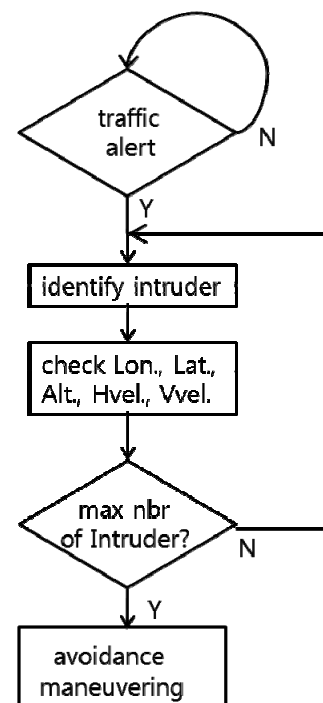 traffic
alert
N
Y
identify intruder
check Lon., Lat.,
Alt., Hvel., Vvel.
max nbr
of Intruder?
N
Y
avoidance
maneuvering